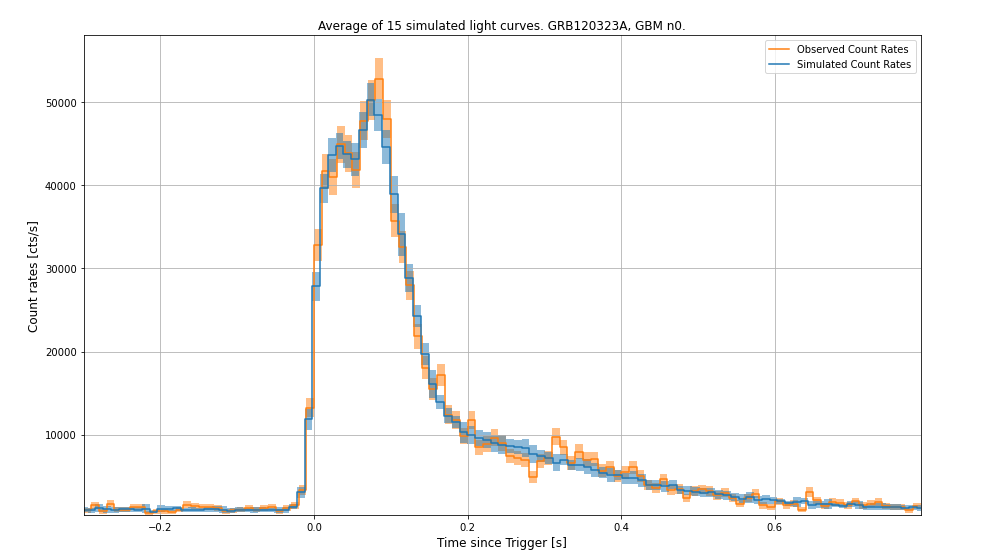 Average of 15 simulated light curves. GRB120323A, GBM n0.
Observed Count Rates
Simulated Count Rates
Count rates [cts/s]
50000
40000
30000
20000
10000
−0.2
0.0
0.2
0.4
0.6
Time since Trigger [s]